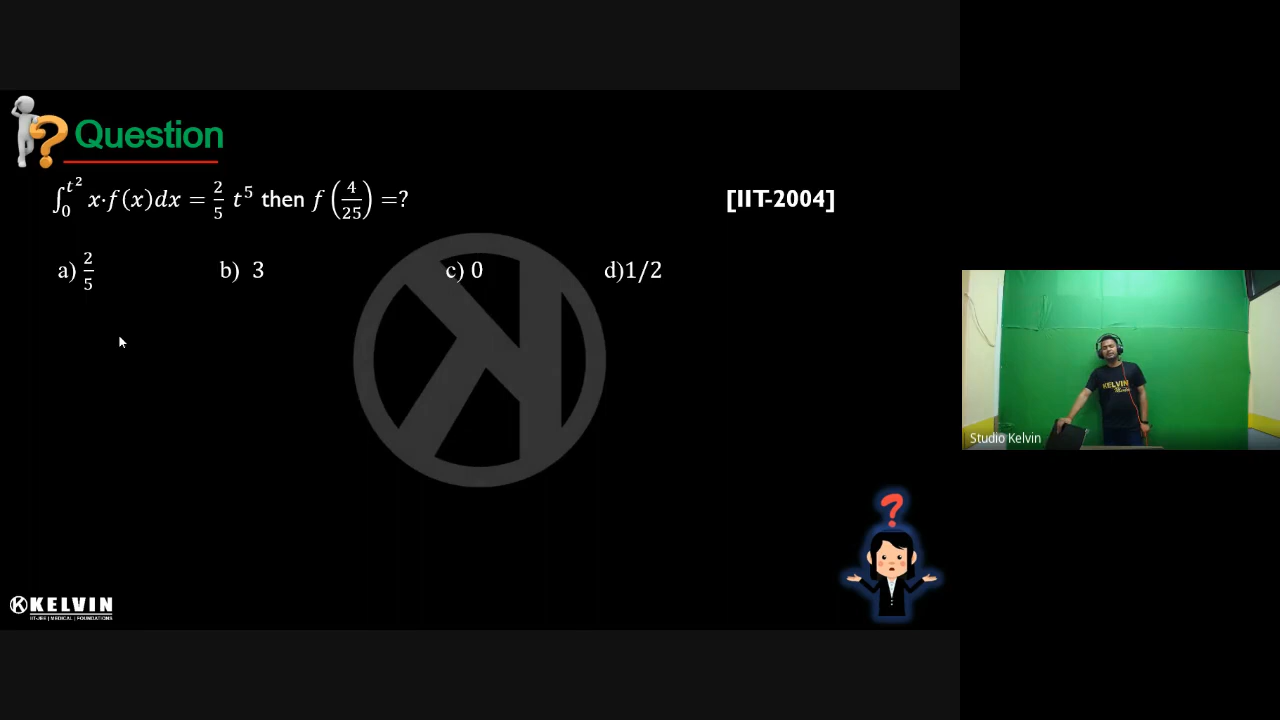 Question
∫₀^{t²} x·f(x)dx = 2/5 t⁵ then f(4/25) =? [IIT-2004]
a) 2/5 b) 3 c) 0 d)1/2
KELVIN
Studio Kelvin
KELVIN
IIT-JEE | MEDICAL | FOUNDATIONS